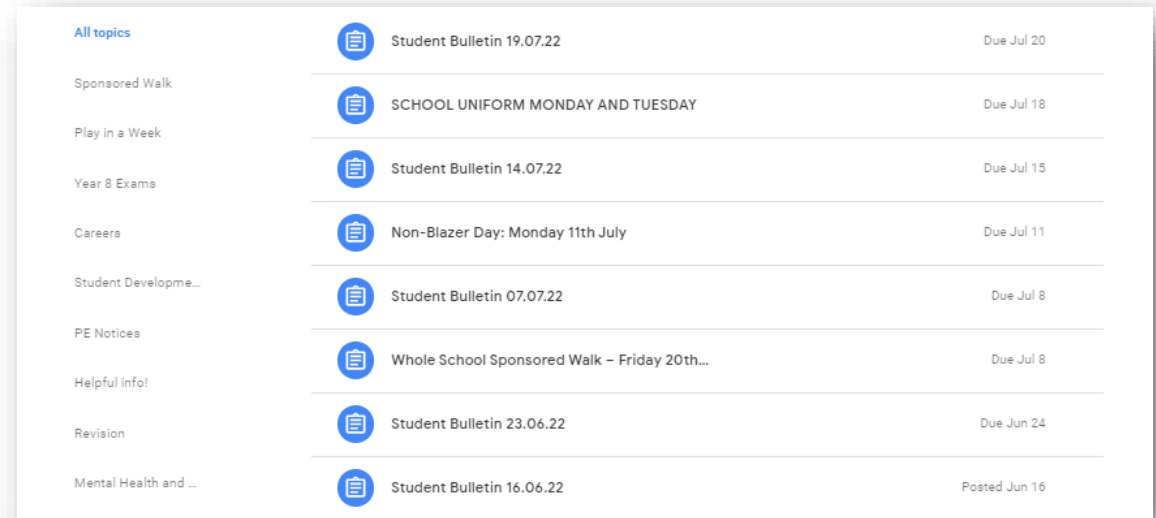 All topics
Sponsored Walk
Play in a Week
Year 8 Exams
Careers
Student Developme...
PE Notices
Helpful info!
Revision
Mental Health and ...
Student Bulletin 19.07.22 Due Jul 20
SCHOOL UNIFORM MONDAY AND TUESDAY Due Jul 18
Student Bulletin 14.07.22 Due Jul 15
Non-Blazer Day: Monday 11th July Due Jul 11
Student Bulletin 07.07.22 Due Jul 8
Whole School Sponsored Walk – Friday 20th... Due Jul 8
Student Bulletin 23.06.22 Due Jun 24
Student Bulletin 16.06.22 Posted Jun 16